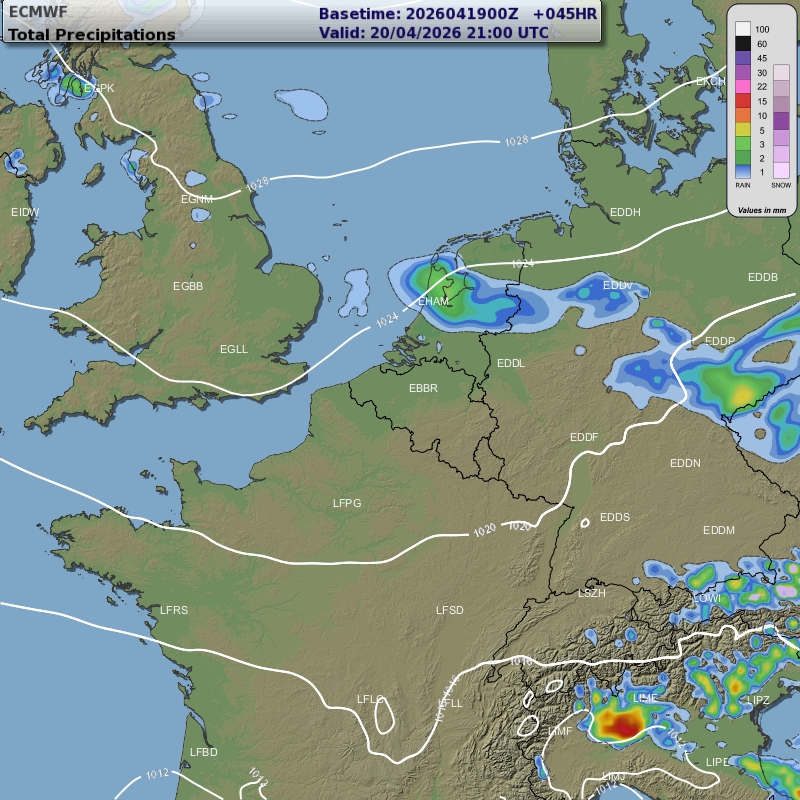 ECMWF
Basetime: 2026041900Z +045HR
Total Precipitations
Valid: 20/04/2026 21:00 UTC
100
60
45
30
22
15
10
5
3
2
1
RAIN
SNOW
Values in mm
EGPK
EKCH
1028
1028
EGNM
EIDW
EDDH
1024
EGBB
EDDV
EDDB
EHAM
1024
EDDP
EGLL
EDDL
EBBR
EDDF
EDDN
LFPG
EDDS
1020
1020
EDDM
LSZH
LOWI
LFRS
LFSD
1016
1016
LFLC
LFLL
LIME
LIPZ
LIMF
LFBD
LIPE
1012
1012
LIMJ
1012